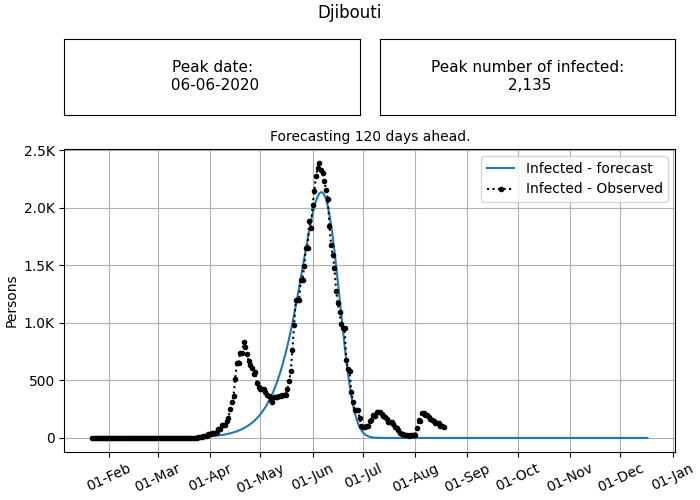 Djibouti
Peak date:
06-06-2020
Peak number of infected:
2,135
Forecasting 120 days ahead.
Infected - forecast
Infected - Observed
2.5K
2.0K
1.5K
1.0K
500
0
Persons
01-Feb
01-Mar
01-Apr
01-May
01-Jun
01-Jul
01-Aug
01-Sep
01-Oct
01-Nov
01-Dec
01-Jan